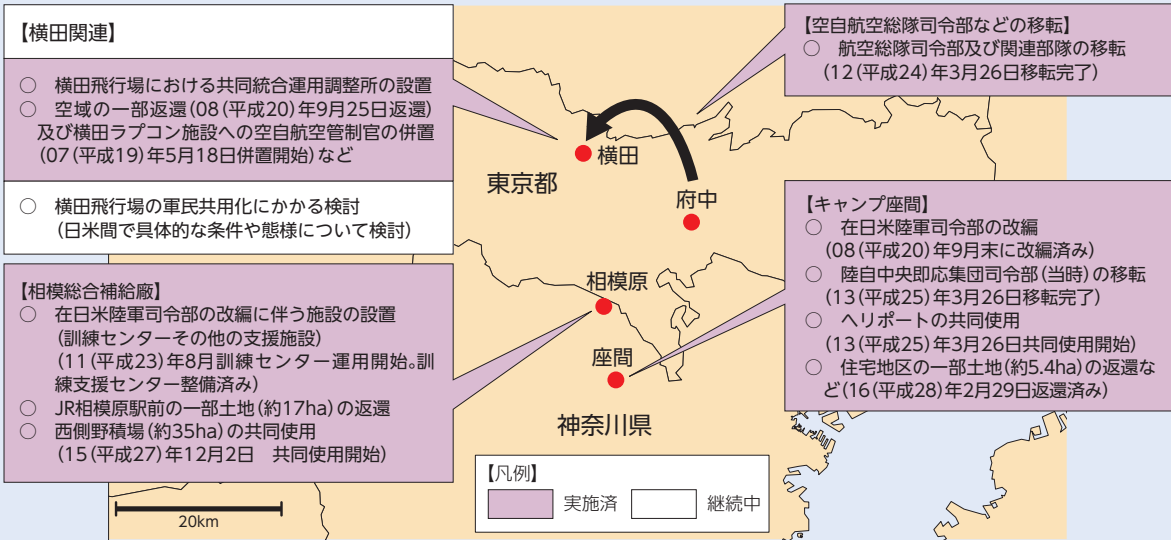 【横田関連】
○ 横田飛行場における共同統合運用調整所の設置
○ 空域の一部返還(08(平成20)年9月25日返還)
及び横田ラプコン施設への空自航空管制官の併置
(07(平成19)年5月18日併置開始)など
○ 横田飛行場の軍民共用化にかかる検討
(日米間で具体的な条件や態様について検討)
【相模総合補給廠】
○ 在日米陸軍司令部の改編に伴う施設の設置
(訓練センターその他の支援施設)
(11(平成23)年8月訓練センター運用開始。訓
練支援センター整備済み)
○ JR相模原駅前の一部土地(約17ha)の返還
○ 西側野積場(約35ha)の共同使用
(15(平成27)年12月2日 共同使用開始)
20km
東京都
横田
府中
相模原
座間
神奈川県
【凡例】
実施済
継続中
【空自航空総隊司令部などの移転】
○ 航空総隊司令部及び関連部隊の移転
(12(平成24)年3月26日移転完了)
【キャンプ座間】
○ 在日米陸軍司令部の改編
(08(平成20)年9月末に改編済み)
○ 陸自中央即応集団司令部(当時)の移転
(13(平成25)年3月26日移転完了)
○ ヘリポートの共同使用
(13(平成25)年3月26日共同使用開始)
○ 住宅地区の一部土地(約5.4ha)の返還な
ど(16(平成28)年2月29日返還済み)